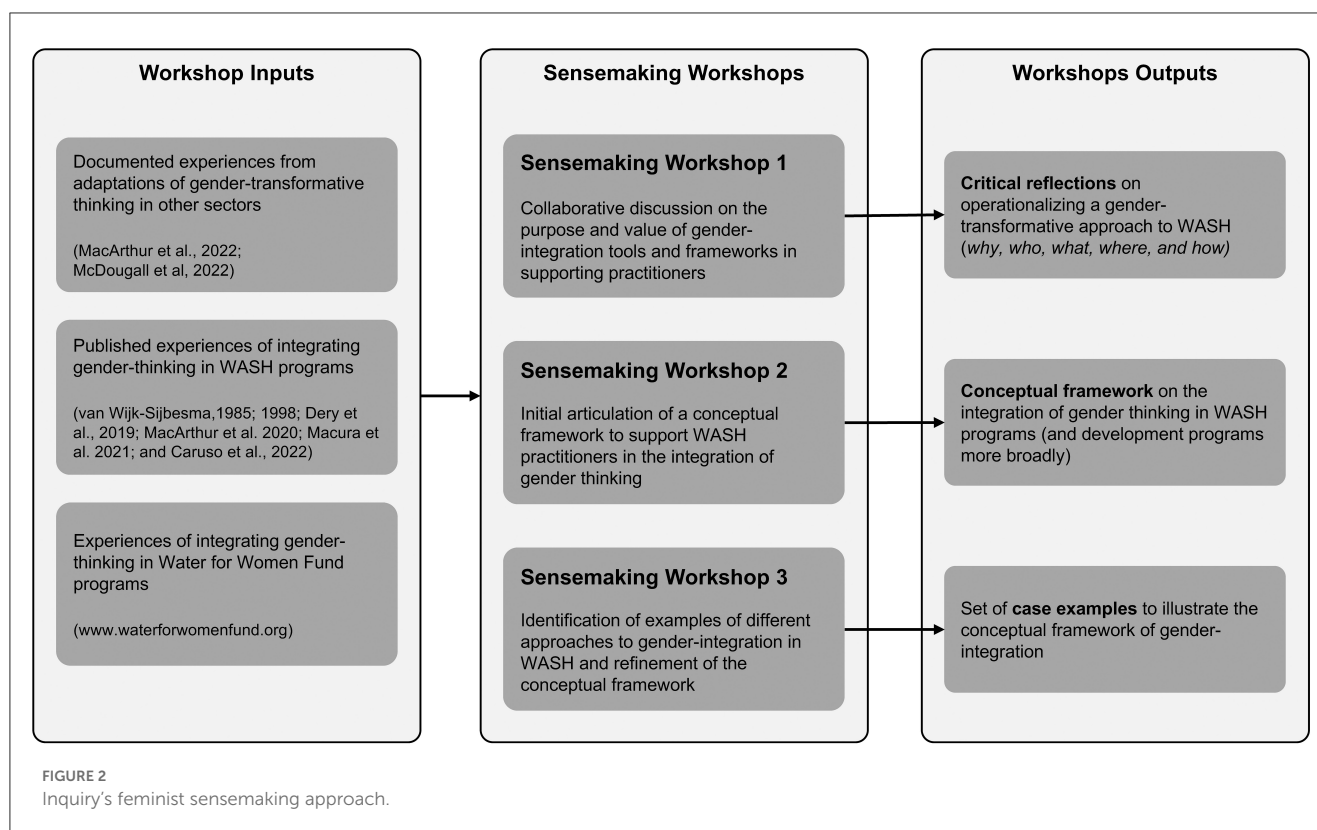 Workshop Inputs
Documented experiences from
adaptations of gender-transformative
thinking in other sectors
(MacArthur et al., 2022;
McDougall et al, 2022)
Published experiences of integrating
gender-thinking in WASH programs
(van Wijk-Sijbesma,1985; 1998; Dery et
al., 2019; MacArthur et al. 2020; Macura et
al. 2021; and Caruso et al., 2022)
Experiences of integrating gender-
thinking in Water for Women Fund
programs
(www.waterforwomenfund.org)
Sensemaking Workshops
Sensemaking Workshop 1
Collaborative discussion on the
purpose and value of gender-
integration tools and frameworks in
supporting practitioners
Sensemaking Workshop 2
Initial articulation of a conceptual
framework to support WASH
practitioners in the integration of
gender thinking
Sensemaking Workshop 3
Identification of examples of different
approaches to gender-integration in
WASH and refinement of the
conceptual framework
Workshops Outputs
Critical reflections on
operationalizing a gender-
transformative approach to WASH
(why, who, what, where, and how)
Conceptual framework on the
integration of gender thinking in WASH
programs (and development programs
more broadly)
Set of case examples to illustrate the
conceptual framework of gender-
integration
FIGURE 2
Inquiry's feminist sensemaking approach.